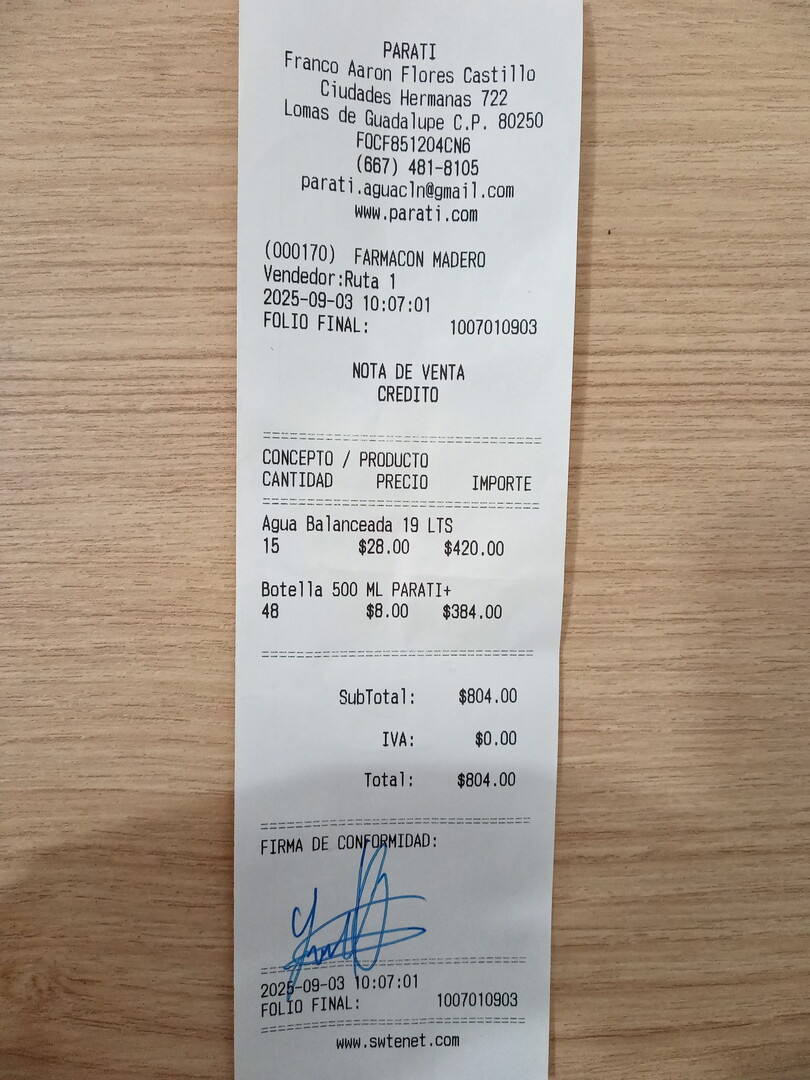 PARATI
Franco Aaron Flores Castillo
Ciudades Hermanas 722
Lomas de Guadalupe C.P. 80250
FOCF851204CN6
(667) 481-8105
parati.aguacln@gmail.com
www.parati.com
(000170) FARMACON MADERO
Vendedor:Ruta 1
2025-09-03 10:07:01
FOLIO FINAL: 1007010903
NOTA DE VENTA
CREDITO
CONCEPTO / PRODUCTO
CANTIDAD PRECIO IMPORTE
Agua Balanceada 19 LTS
15 $28.00 $420.00
Botella 500 ML PARATI+
48 $8.00 $384.00
SubTotal: $804.00
IVA: $0.00
Total: $804.00
FIRMA DE CONFORMIDAD:
2025-09-03 10:07:01
FOLIO FINAL: 1007010903
www.swtenet.com